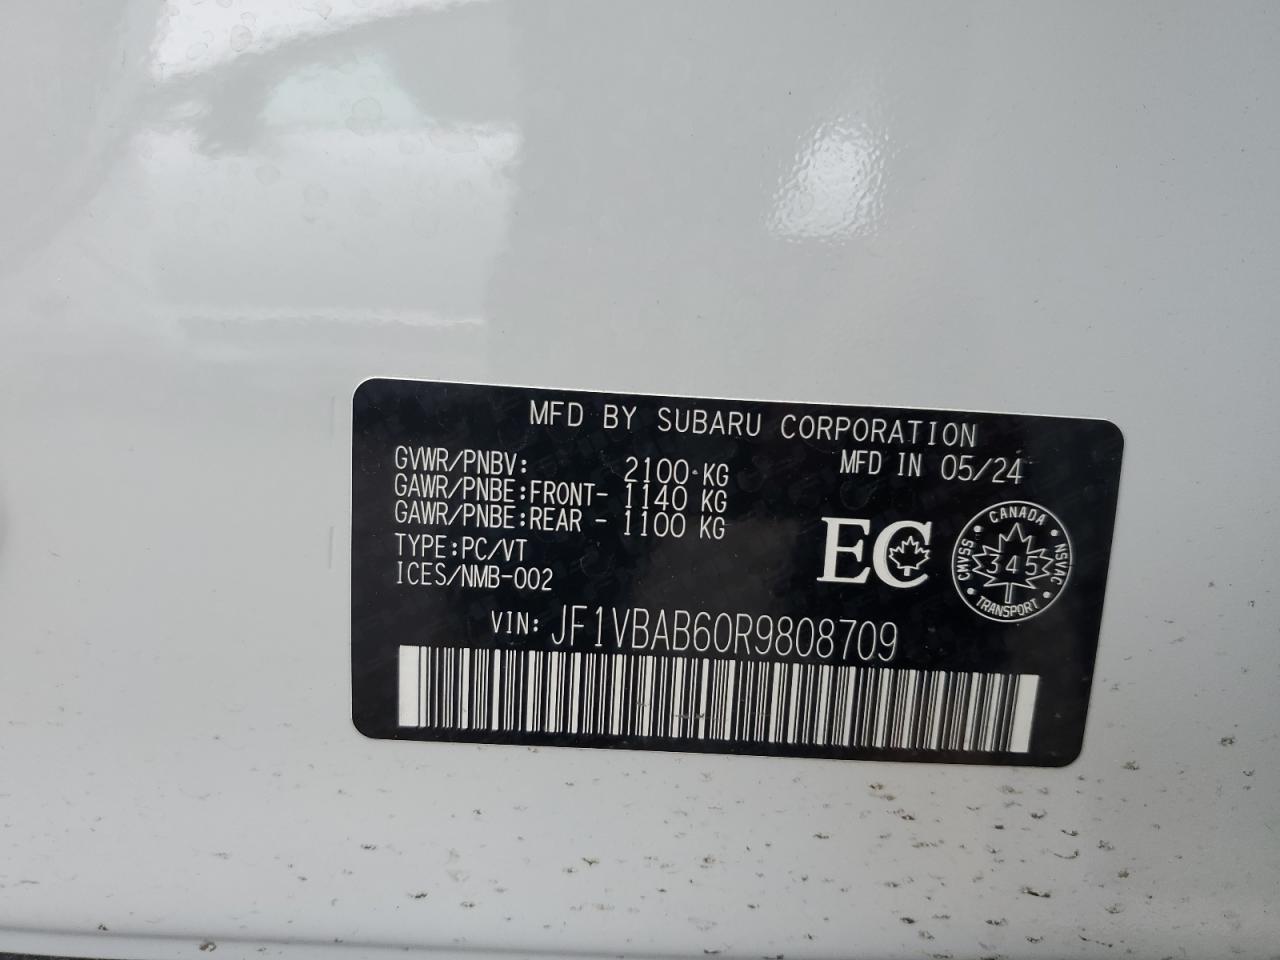 MFD BY SUBARU CORPORATION
GVWR/PNBV: 2100 KG MFD IN 05/24
GAWR/PNBE:FRONT- 1140 KG
GAWR/PNBE:REAR - 1100 KG
TYPE:PC/VT
ICES/NMB-002
EC
CANADA
CMVSS 345 NSVAC
TRANSPORT
VIN: JF1VBAB60R9808709